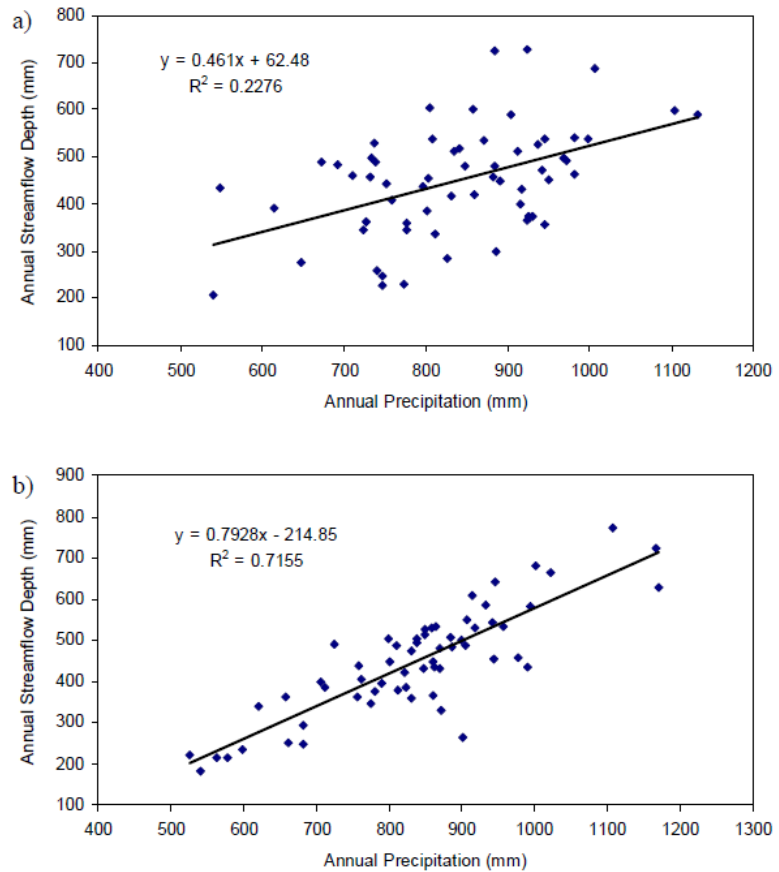 a)
800
700
600
500
400
300
200
100
y = 0.461x + 62.48
R² = 0.2276
Annual Streamflow Depth (mm)
400 500 600 700 800 900 1000 1100 1200
Annual Precipitation (mm)
b)
900
800
700
600
500
400
300
200
100
y = 0.7928x - 214.85
R² = 0.7155
Annual Streamflow Depth (mm)
400 500 600 700 800 900 1000 1100 1200 1300
Annual Precipitation (mm)